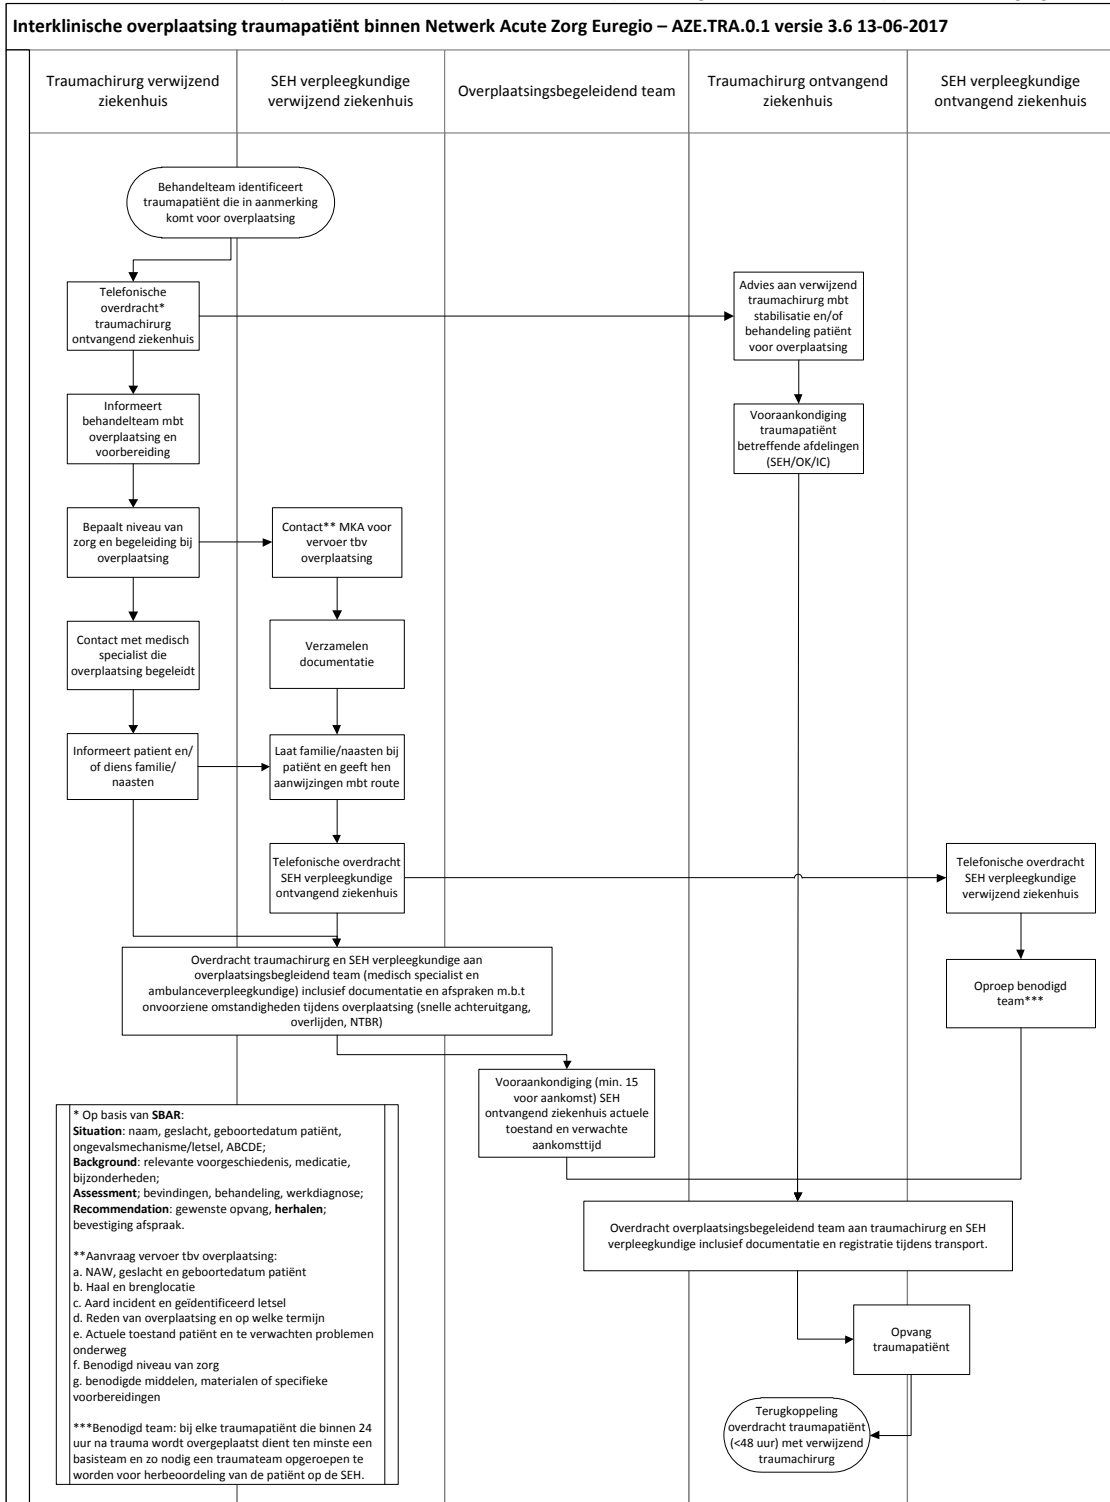 Interklinische overplaatsing traumapatiënt binnen Netwerk Acute Zorg Euregio – AZE.TRA.0.1 versie 3.6 13-06-2017
Traumachirurg verwijzend
ziekenhuis
SEH verpleegkundige
verwijzend ziekenhuis
Overplaatsingsbegeleidend team
Traumachirurg ontvangend
ziekenhuis
SEH verpleegkundige
ontvangend ziekenhuis
Behandelteam identificeert
traumapatiënt die in aanmerking
komt voor overplaatsing
Telefonische
overdracht*
traumachirurg
ontvangend ziekenhuis
Advies aan verwijzend
traumachirurg mbt
stabilisatie en/of
behandeling patiënt
voor overplaatsing
Informeert
behandelteam mbt
overplaatsing en
voorbereiding
Vooraankondiging
traumapatiënt
betreffende afdelingen
(SEH/OK/IC)
Bepaalt niveau van
zorg en begeleiding bij
overplaatsing
Contact** MKA voor
vervoer tbv
overplaatsing
Contact met medisch
specialist die
overplaatsing begeleidt
Verzamelen
documentatie
Informeert patient en/
of diens familie/
naasten
Laat familie/naasten bij
patiënt en geeft hen
aanwijzingen mbt route
Telefonische overdracht
SEH verpleegkundige
ontvangend ziekenhuis
Telefonische overdracht
SEH verpleegkundige
verwijzend ziekenhuis
Overdracht traumachirurg en SEH verpleegkundige aan
overplaatsingsbegleidend team (medisch specialist en
ambulanceverpleegkundige) inclusief documentatie en afspraken m.b.t
onvoorziene omstandigheden tijdens overplaatsing (snelle achteruitgang,
overlijden, NTBR)
Oproep benodigd
team***
Vooraankondiging (min. 15
voor aankomst) SEH
ontvangend ziekenhuis actuele
toestand en verwachte
aankomsttijd
* Op basis van SBAR:
Situation: naam, geslacht, geboortedatum patiënt,
ongevalsmechanisme/letsel, ABCDE;
Background: relevante voorgeschiedenis, medicatie,
bijzonderheden;
Assessment; bevindingen, behandeling, werkdiagnose;
Recommendation: gewenste opvang, herhalen;
bevestiging afspraak.
**Aanvraag vervoer tbv overplaatsing:
a. NAW, geslacht en geboortedatum patiënt
b. Haal en brenglocatie
c. Aard incident en geïdentificeerd letsel
d. Reden van overplaatsing en op welke termijn
e. Actuele toestand patiënt en te verwachten problemen
onderweg
f. Benodigd niveau van zorg
g. benodigde middelen, materialen of specifieke
voorbereidingen
***Benodigd team: bij elke traumapatiënt die binnen 24
uur na trauma wordt overgeplaatst dient ten minste een
basisteam en zo nodig een traumateam opgeroepen te
worden voor herbeoordeling van de patiënt op de SEH.
Overdracht overplaatsingsbegeleidend team aan traumachirurg en SEH
verpleegkundige inclusief documentatie en registratie tijdens transport.
Opvang
traumapatiënt
Terugkoppeling
overdracht traumapatiënt
(<48 uur) met verwijzend
traumachirurg